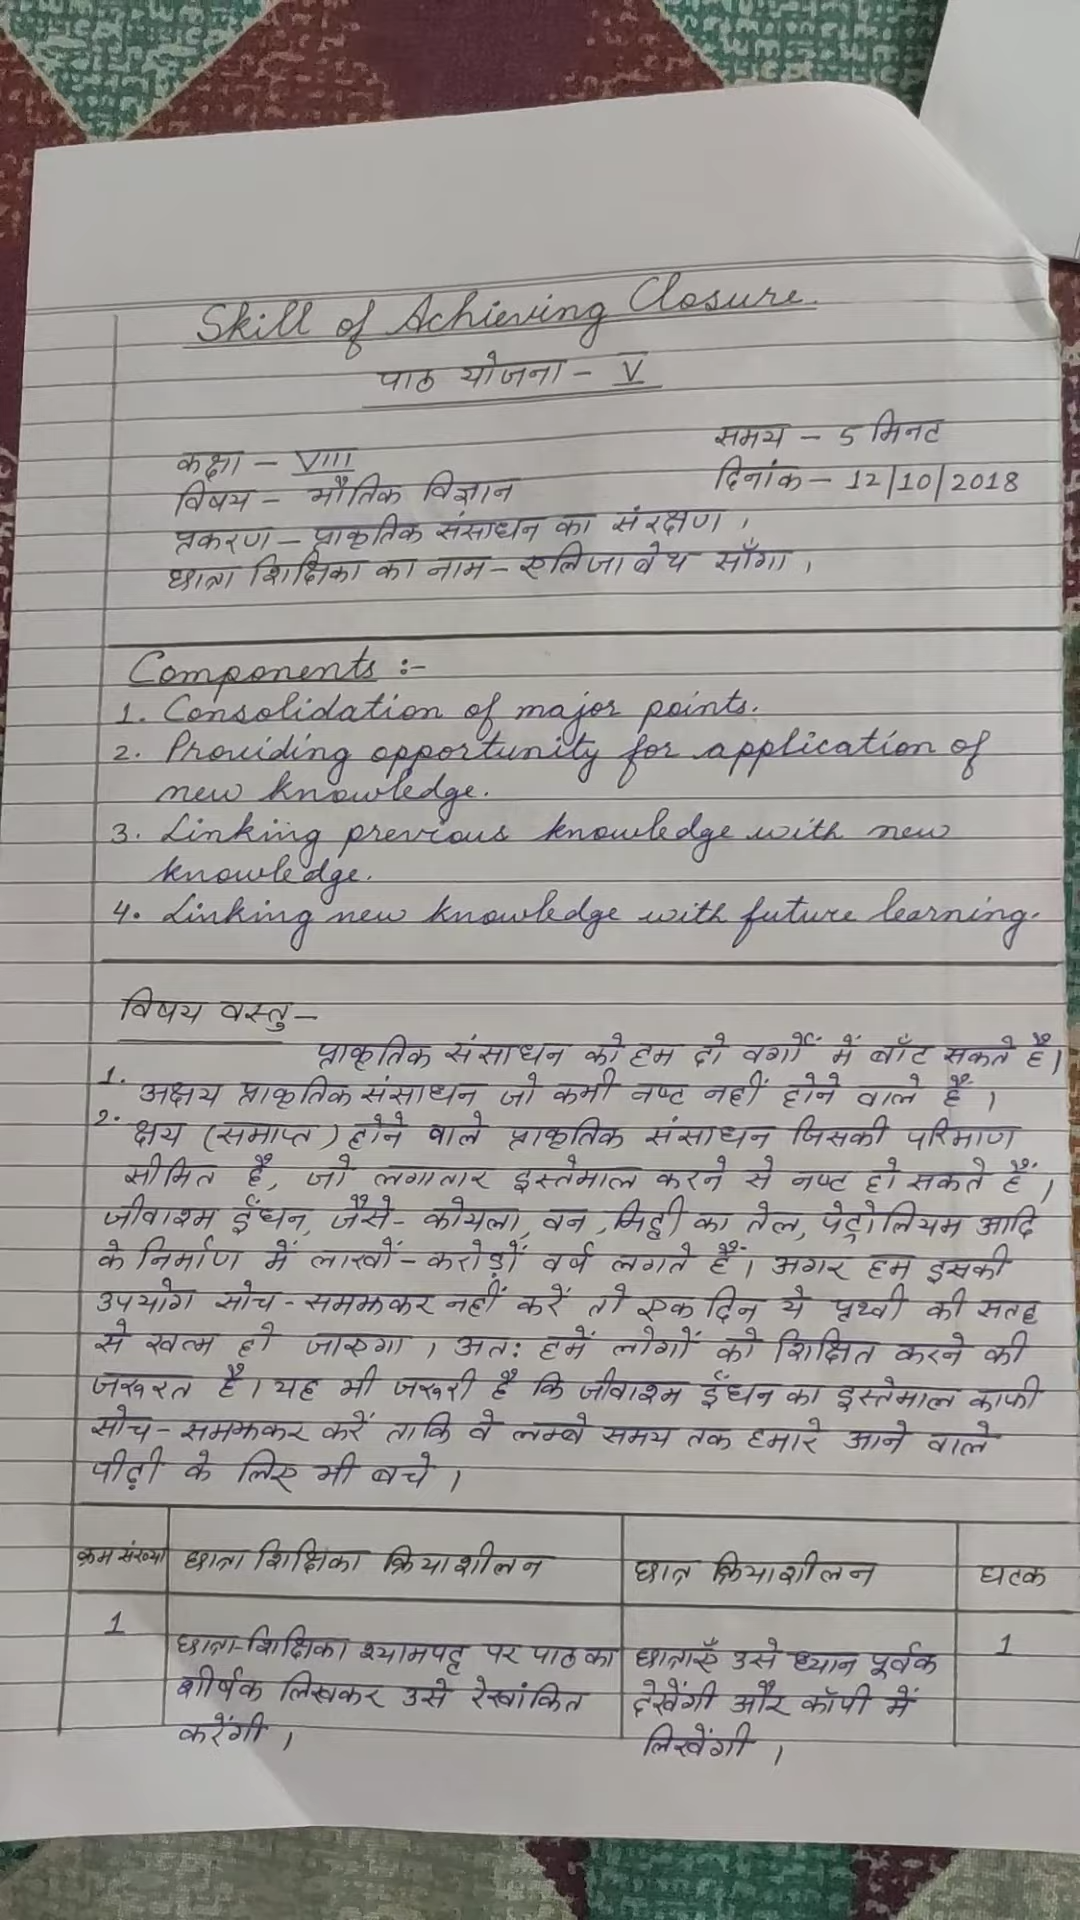 Skill of Achieving Closure.
पाठ योजना - V
समय - 5 मिनट
कक्षा - VIII
दिनांक - 12/10/2018
विषय - भौतिक विज्ञान
प्रकरण - प्राकृतिक संसाधन का संरक्षण ।
छात्रा शिक्षिका का नाम - एलिजावेथ साँगा ।
Components :-
1. Consolidation of major points.
2. Providing opportunity for application of
new knowledge.
3. Linking previous knowledge with new
knowledge.
4. Linking new knowledge with future learning.
विषय वस्तु -
प्राकृतिक संसाधन को हम दो वर्गों में बाँट सकते है।
1. अक्षय प्राकृतिक संसाधन जो कभी नष्ट नहीं होने वाले हैं ।
2. क्षय (समाप्त) होने वाले प्राकृतिक संसाधन जिसकी परिमाण
सीमित है, जो लगातार इस्तेमाल करने से नष्ट हो सकते हैं ।
जीवाश्म ईंधन, जैसे - कोयला, वन, मिट्टी का तेल, पेट्रोलियम आदि
के निर्माण में लाखों - करोड़ों वर्ष लगते हैं। अगर हम इसकी
उपयोग सोच - समझकर नहीं करें तो एक दिन ये पृथ्वी की सतह
से खत्म हो जाएगा । अत: हमें लोगों को शिक्षित करने की
जरूरत है। यह भी जरूरी है कि जीवाश्म ईंधन का इस्तेमाल काफी
सोच - समझकर करें ताकि वे लम्बे समय तक हमारे आने वाले
पीढ़ी के लिए भी बचे ।
क्रम संख्या छात्रा शिक्षिका क्रियाशीलन छात्र क्रियाशीलन घटक
1 छात्रा-शिक्षिका श्यामपट्ट पर पाठ का छात्राएँ उसे ध्यान पूर्वक 1
शीर्षक लिखकर उसे रेखांकित देखेंगी और कॉपी में
करेंगी । लिखेंगी ।